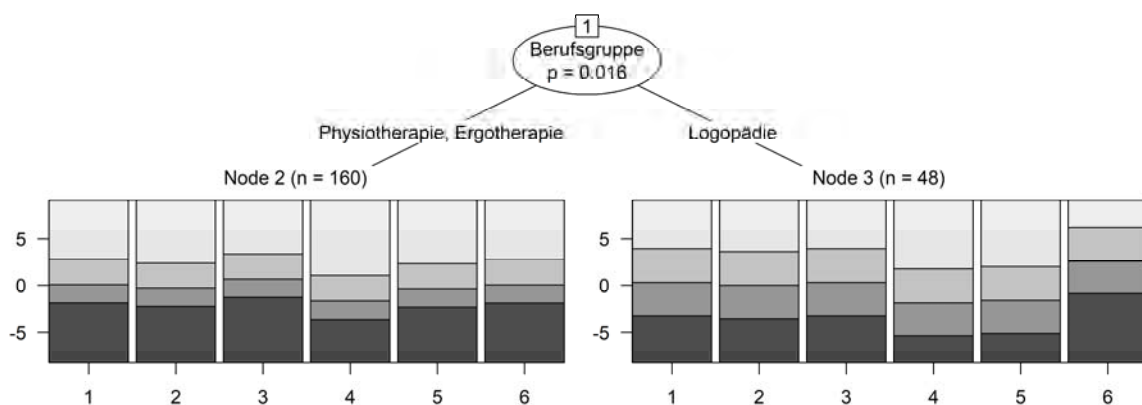 1
Berufsgruppe
p = 0.016
Physiotherapie, Ergotherapie
Logopädie
Node 2 (n = 160)
Node 3 (n = 48)
5
0
-5
1 2 3 4 5 6
5
0
-5
1 2 3 4 5 6